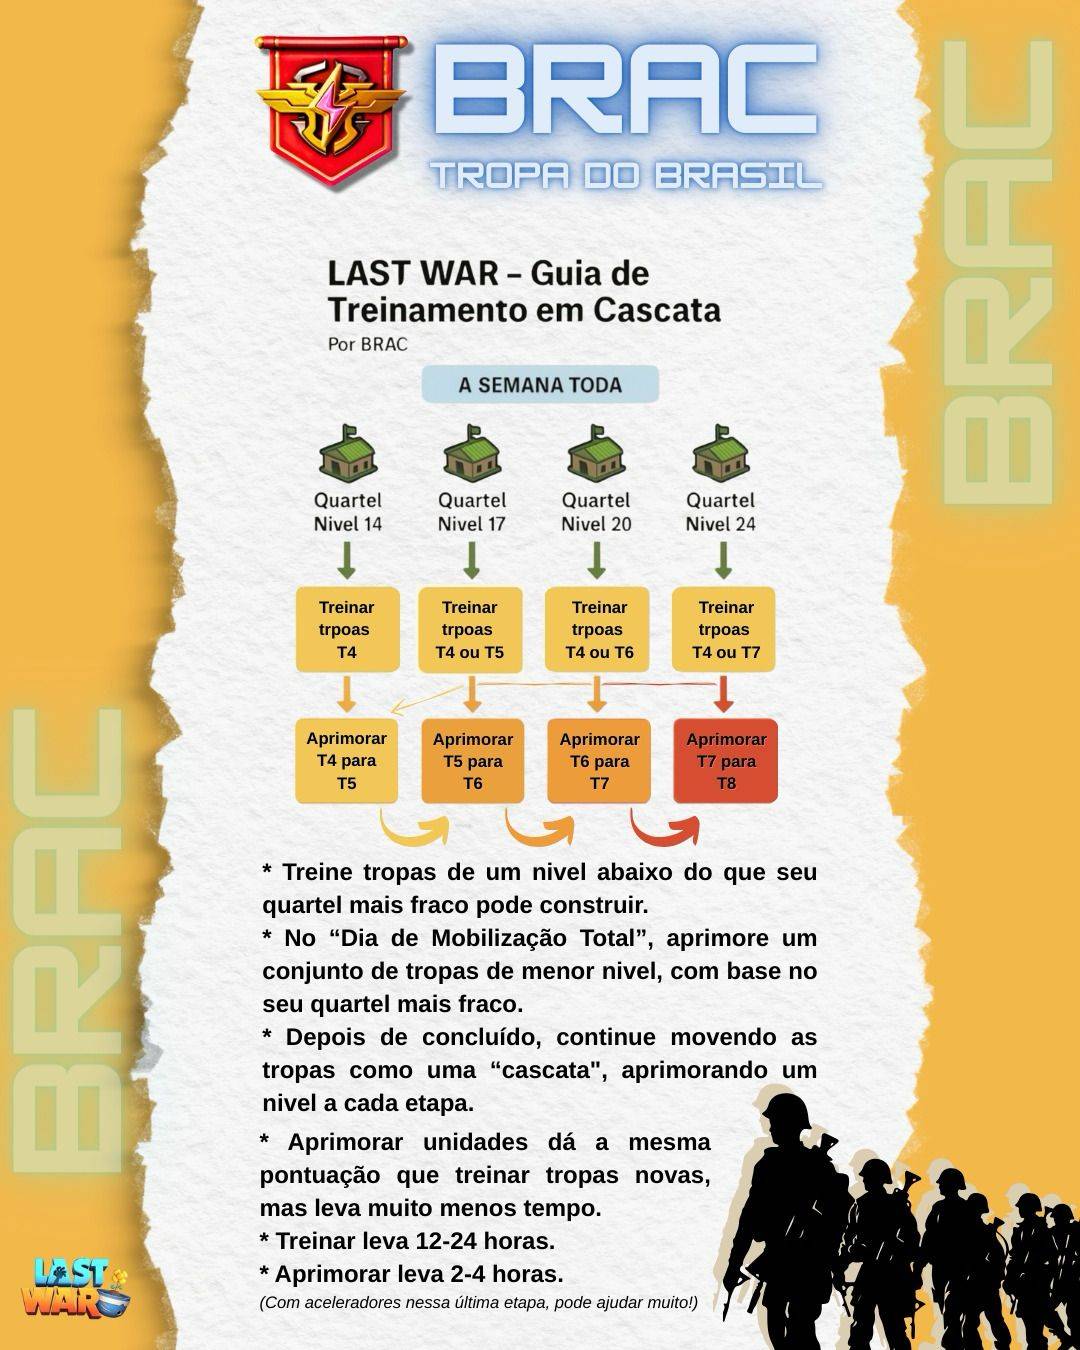 BRAC
TROPA DO BRASIL
BRAC
BRAC
LAST WAR – Guia de
Treinamento em Cascata
Por BRAC
A SEMANA TODA
Quartel
Nivel 14
Quartel
Nivel 17
Quartel
Nivel 20
Quartel
Nivel 24
Treinar
trpoas
T4
Treinar
trpoas
T4 ou T5
Treinar
trpoas
T4 ou T6
Treinar
trpoas
T4 ou T7
Aprimorar
T4 para
T5
Aprimorar
T5 para
T6
Aprimorar
T6 para
T7
Aprimorar
T7 para
T8
* Treine tropas de um nivel abaixo do que seu
quartel mais fraco pode construir.
* No “Dia de Mobilização Total”, aprimore um
conjunto de tropas de menor nivel, com base no
seu quartel mais fraco.
* Depois de concluído, continue movendo as
tropas como uma “cascata", aprimorando um
nivel a cada etapa.
* Aprimorar unidades dá a mesma
pontuação que treinar tropas novas,
mas leva muito menos tempo.
* Treinar leva 12-24 horas.
* Aprimorar leva 2-4 horas.
(Com aceleradores nessa última etapa, pode ajudar muito!)
LAST
WAR